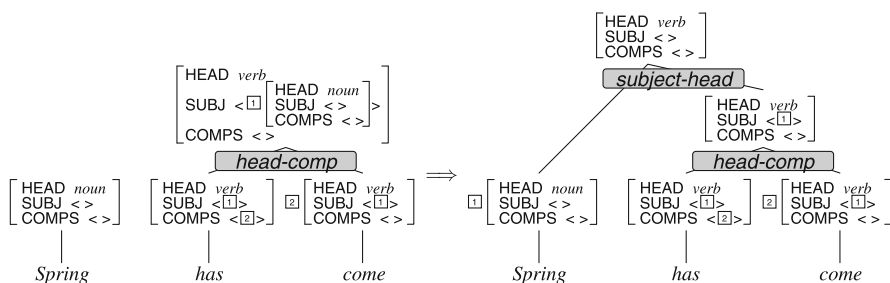 HEAD verb
SUBJ < >
COMPS < >
subject-head
HEAD verb
SUBJ < 1 HEAD noun
SUBJ < >
COMPS < > >
COMPS < >
head-comp
HEAD verb
SUBJ < 1 >
COMPS < >
head-comp
HEAD noun
SUBJ < >
COMPS < >
HEAD verb
SUBJ < 1 >
COMPS < 2 >
2 HEAD verb
SUBJ < 1 >
COMPS < >
⟹
1 HEAD noun
SUBJ < >
COMPS < >
HEAD verb
SUBJ < 1 >
COMPS < 2 >
2 HEAD verb
SUBJ < 1 >
COMPS < >
Spring has come Spring has come